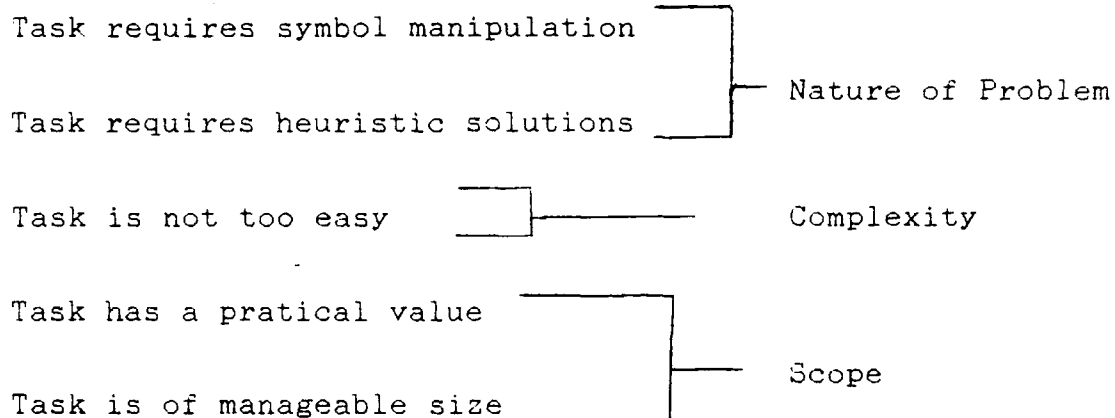 Task requires symbol manipulation
Nature of Problem
Task requires heuristic solutions
Task is not too easy
Complexity
Task has a pratical value
Scope
Task is of manageable size